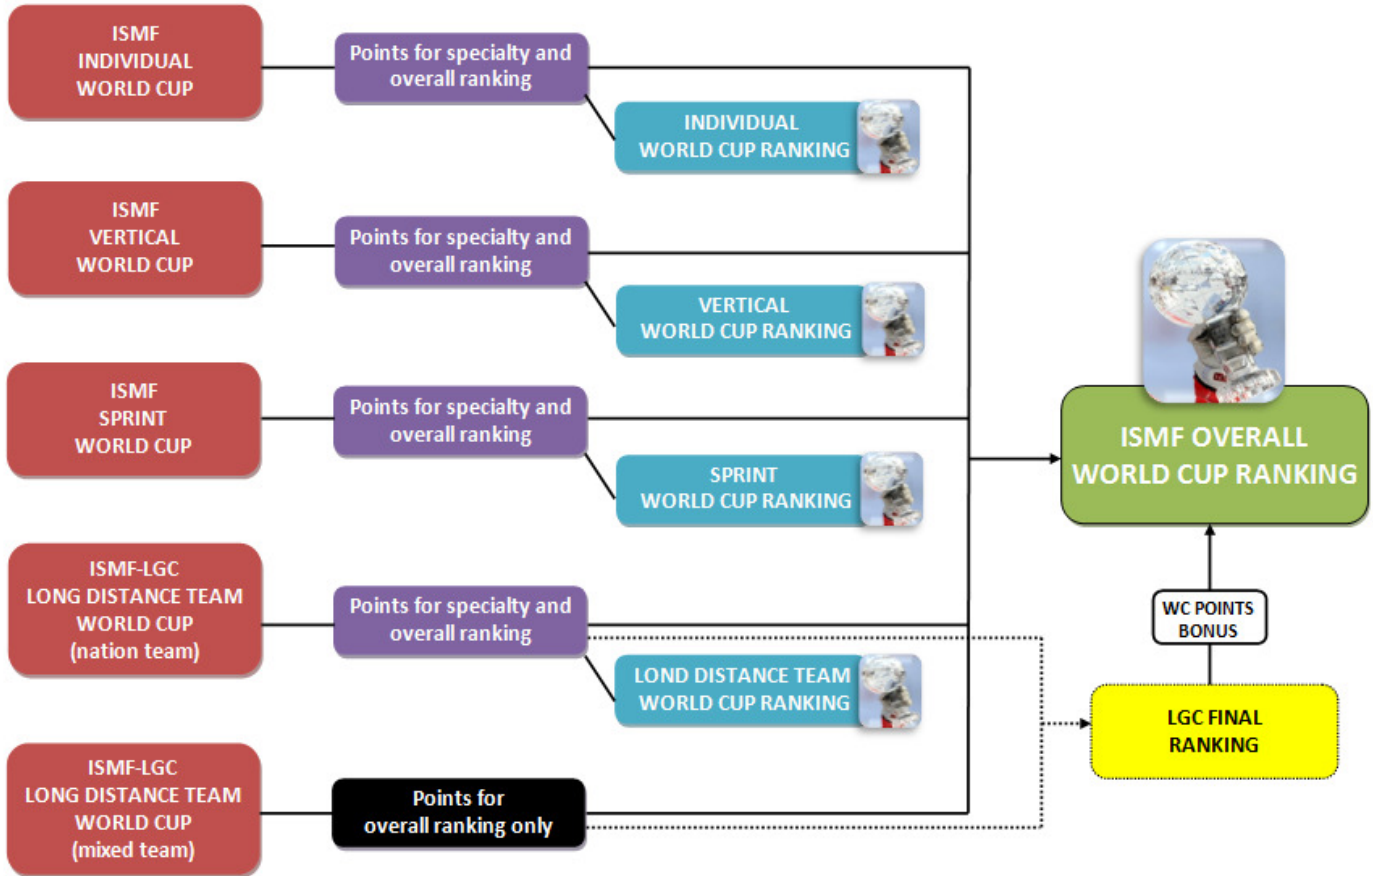 ISMF
INDIVIDUAL
WORLD CUP
Points for specialty and
overall ranking
INDIVIDUAL
WORLD CUP RANKING
ISMF
VERTICAL
WORLD CUP
Points for specialty and
overall ranking
VERTICAL
WORLD CUP RANKING
ISMF
SPRINT
WORLD CUP
Points for specialty and
overall ranking
SPRINT
WORLD CUP RANKING
ISMF OVERALL
WORLD CUP RANKING
ISMF-LGC
LONG DISTANCE TEAM
WORLD CUP
(nation team)
Points for specialty and
overall ranking
LOND DISTANCE TEAM
WORLD CUP RANKING
WC POINTS
BONUS
LGC FINAL
RANKING
ISMF-LGC
LONG DISTANCE TEAM
WORLD CUP
(mixed team)
Points for
overall ranking only